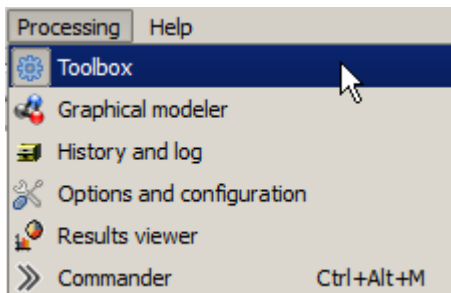 Processing Help
Toolbox
Graphical modeler
History and log
Options and configuration
Results viewer
Commander Ctrl+Alt+M